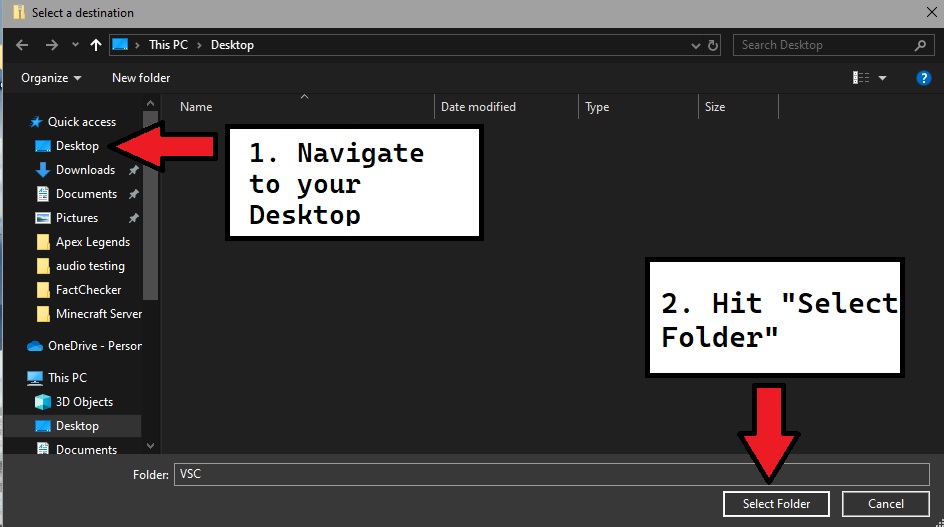 Select a destination
This PC > Desktop
Search Desktop
Organize
New folder
?
Name
Date modified
Type
Size
Quick access
Desktop
Downloads
Documents
Pictures
Apex Legends
audio testing
FactChecker
Minecraft Server
OneDrive - Person
This PC
3D Objects
Desktop
Documents
1. Navigate
to your
Desktop
2. Hit "Select
Folder"
Folder:
VSC
Select Folder
Cancel